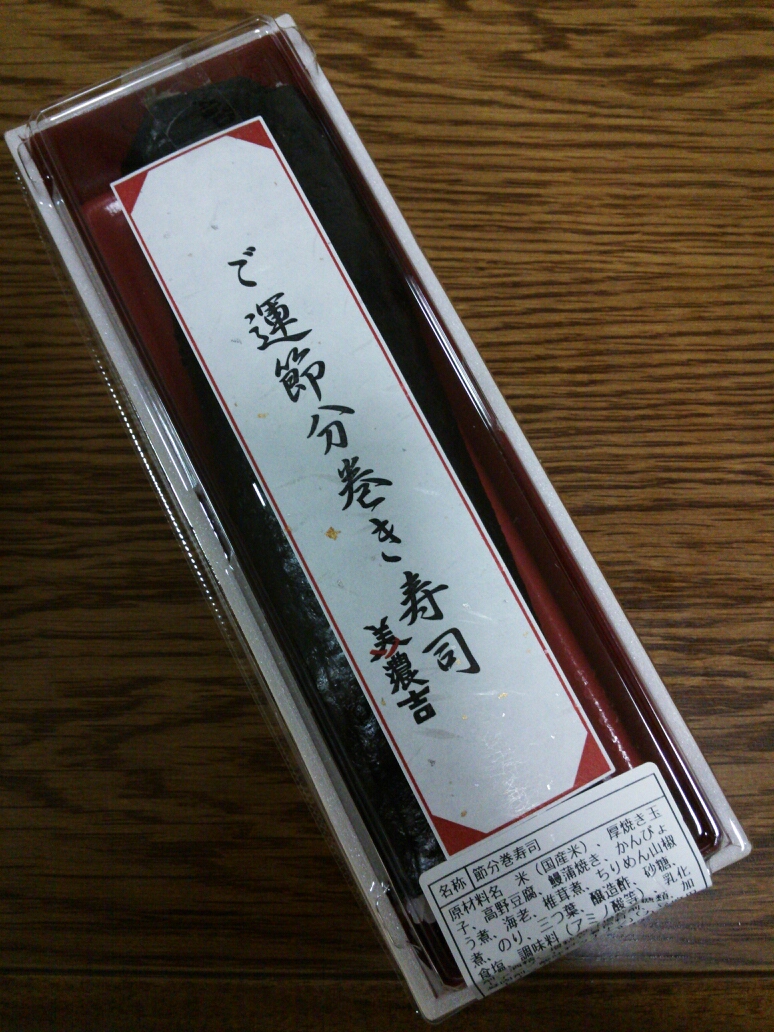 ご運節分巻き寿司
美濃吉
名称 節分巻寿司
原材料名 米(国産米)、厚焼き玉
子、高野豆腐、鰻蒲焼き、かんぴょ
う煮、海老、椎茸煮、ちりめん山椒
煮、のり、三つ葉、醸造酢、砂糖、
食塩、調味料(アミノ酸等)、乳化